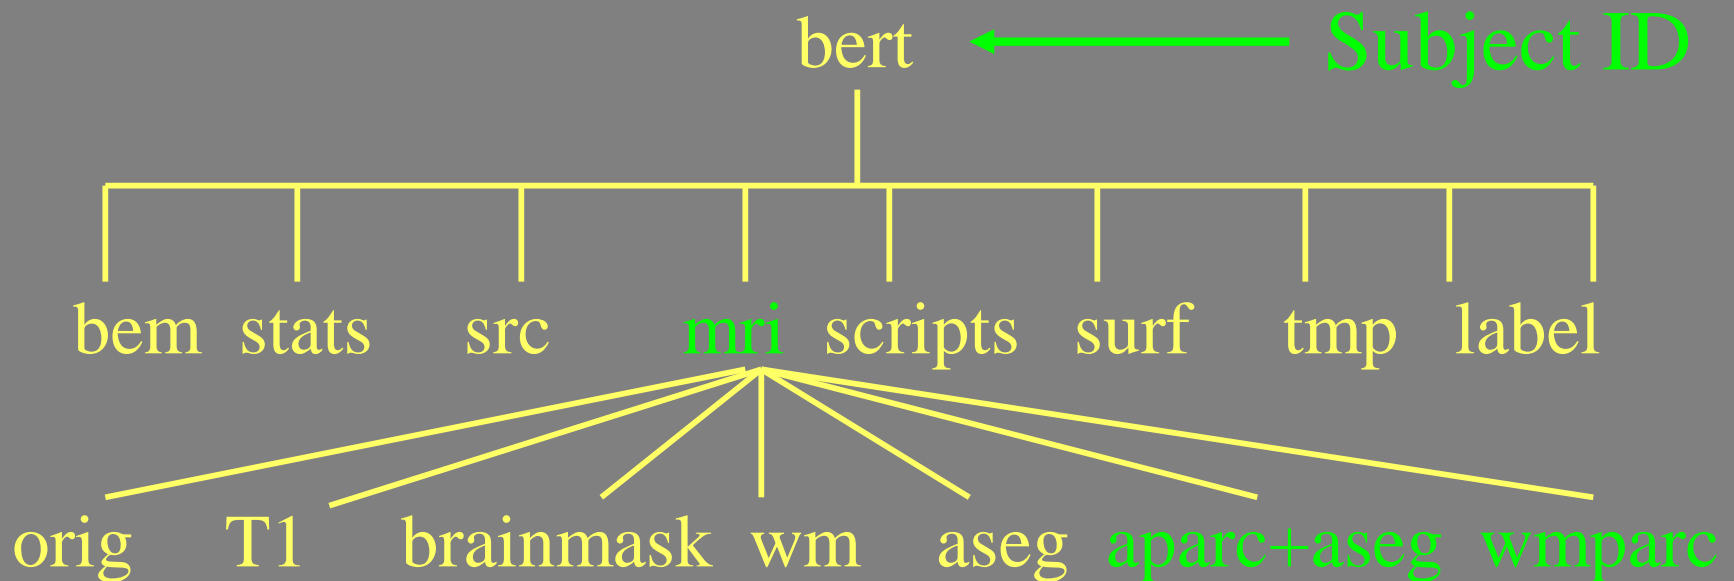 bert Subject ID
bem stats src mri scripts surf tmp label
orig T1 brainmask wm aseg aparc+aseg wmparc